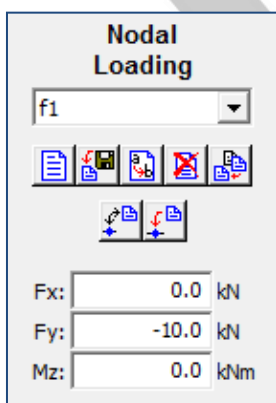 Nodal
Loading
f1
a
b
Fx: 0.0 kN
Fy: -10.0 kN
Mz: 0.0 kNm